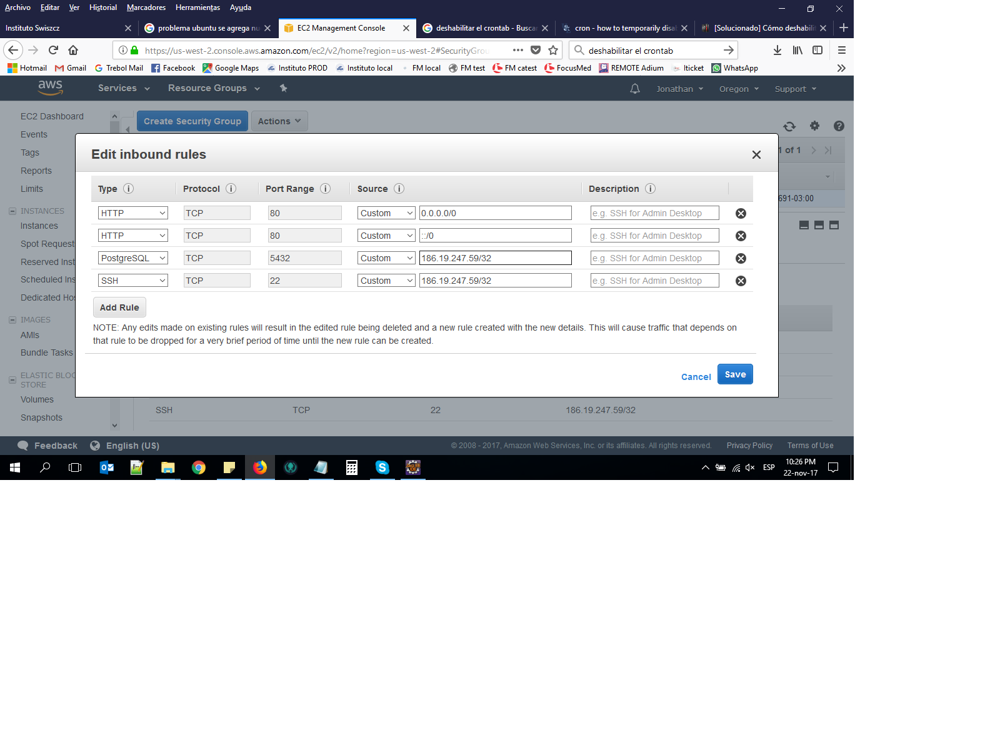 Archivo Editar Ver Historial Marcadores Herramientas Ayuda
Instituto Swiszcz
problema ubuntu se agrega nu
EC2 Management Console
deshabilitar el crontab - Busca
cron - how to temporarily disal
[Solucionado] Cómo deshabilit
https://us-west-2.console.aws.amazon.com/ec2/v2/home?region=us-west-2#SecurityGrou
deshabilitar el crontab
Hotmail Gmail Trebol Mail Facebook Google Maps Instituto PROD Instituto local FM local FM test FM catest FocusMed REMOTE Adium Iticket WhatsApp
aws Services Resource Groups Jonathan Oregon Support
EC2 Dashboard
Events
Tags
Reports
Limits
INSTANCES
Instances
Spot Request
Reserved Inst
Scheduled Ins
Dedicated Hos
IMAGES
AMIs
Bundle Tasks
ELASTIC BLOC
STORE
Volumes
Snapshots
Create Security Group Actions
1 of 1
691-03:00
Edit inbound rules
Type Protocol Port Range Source Description
HTTP TCP 80 Custom 0.0.0.0/0 e.g. SSH for Admin Desktop
HTTP TCP 80 Custom ::/0 e.g. SSH for Admin Desktop
PostgreSQL TCP 5432 Custom 186.19.247.59/32 e.g. SSH for Admin Desktop
SSH TCP 22 Custom 186.19.247.59/32 e.g. SSH for Admin Desktop
Add Rule
NOTE: Any edits made on existing rules will result in the edited rule being deleted and a new rule created with the new details. This will cause traffic that depends on
that rule to be dropped for a very brief period of time until the new rule can be created.
Cancel Save
SSH TCP 22 186.19.247.59/32
Feedback English (US) © 2008 - 2017, Amazon Web Services, Inc. or its affiliates. All rights reserved. Privacy Policy Terms of Use
ESP
10:26 PM
22-nov-17